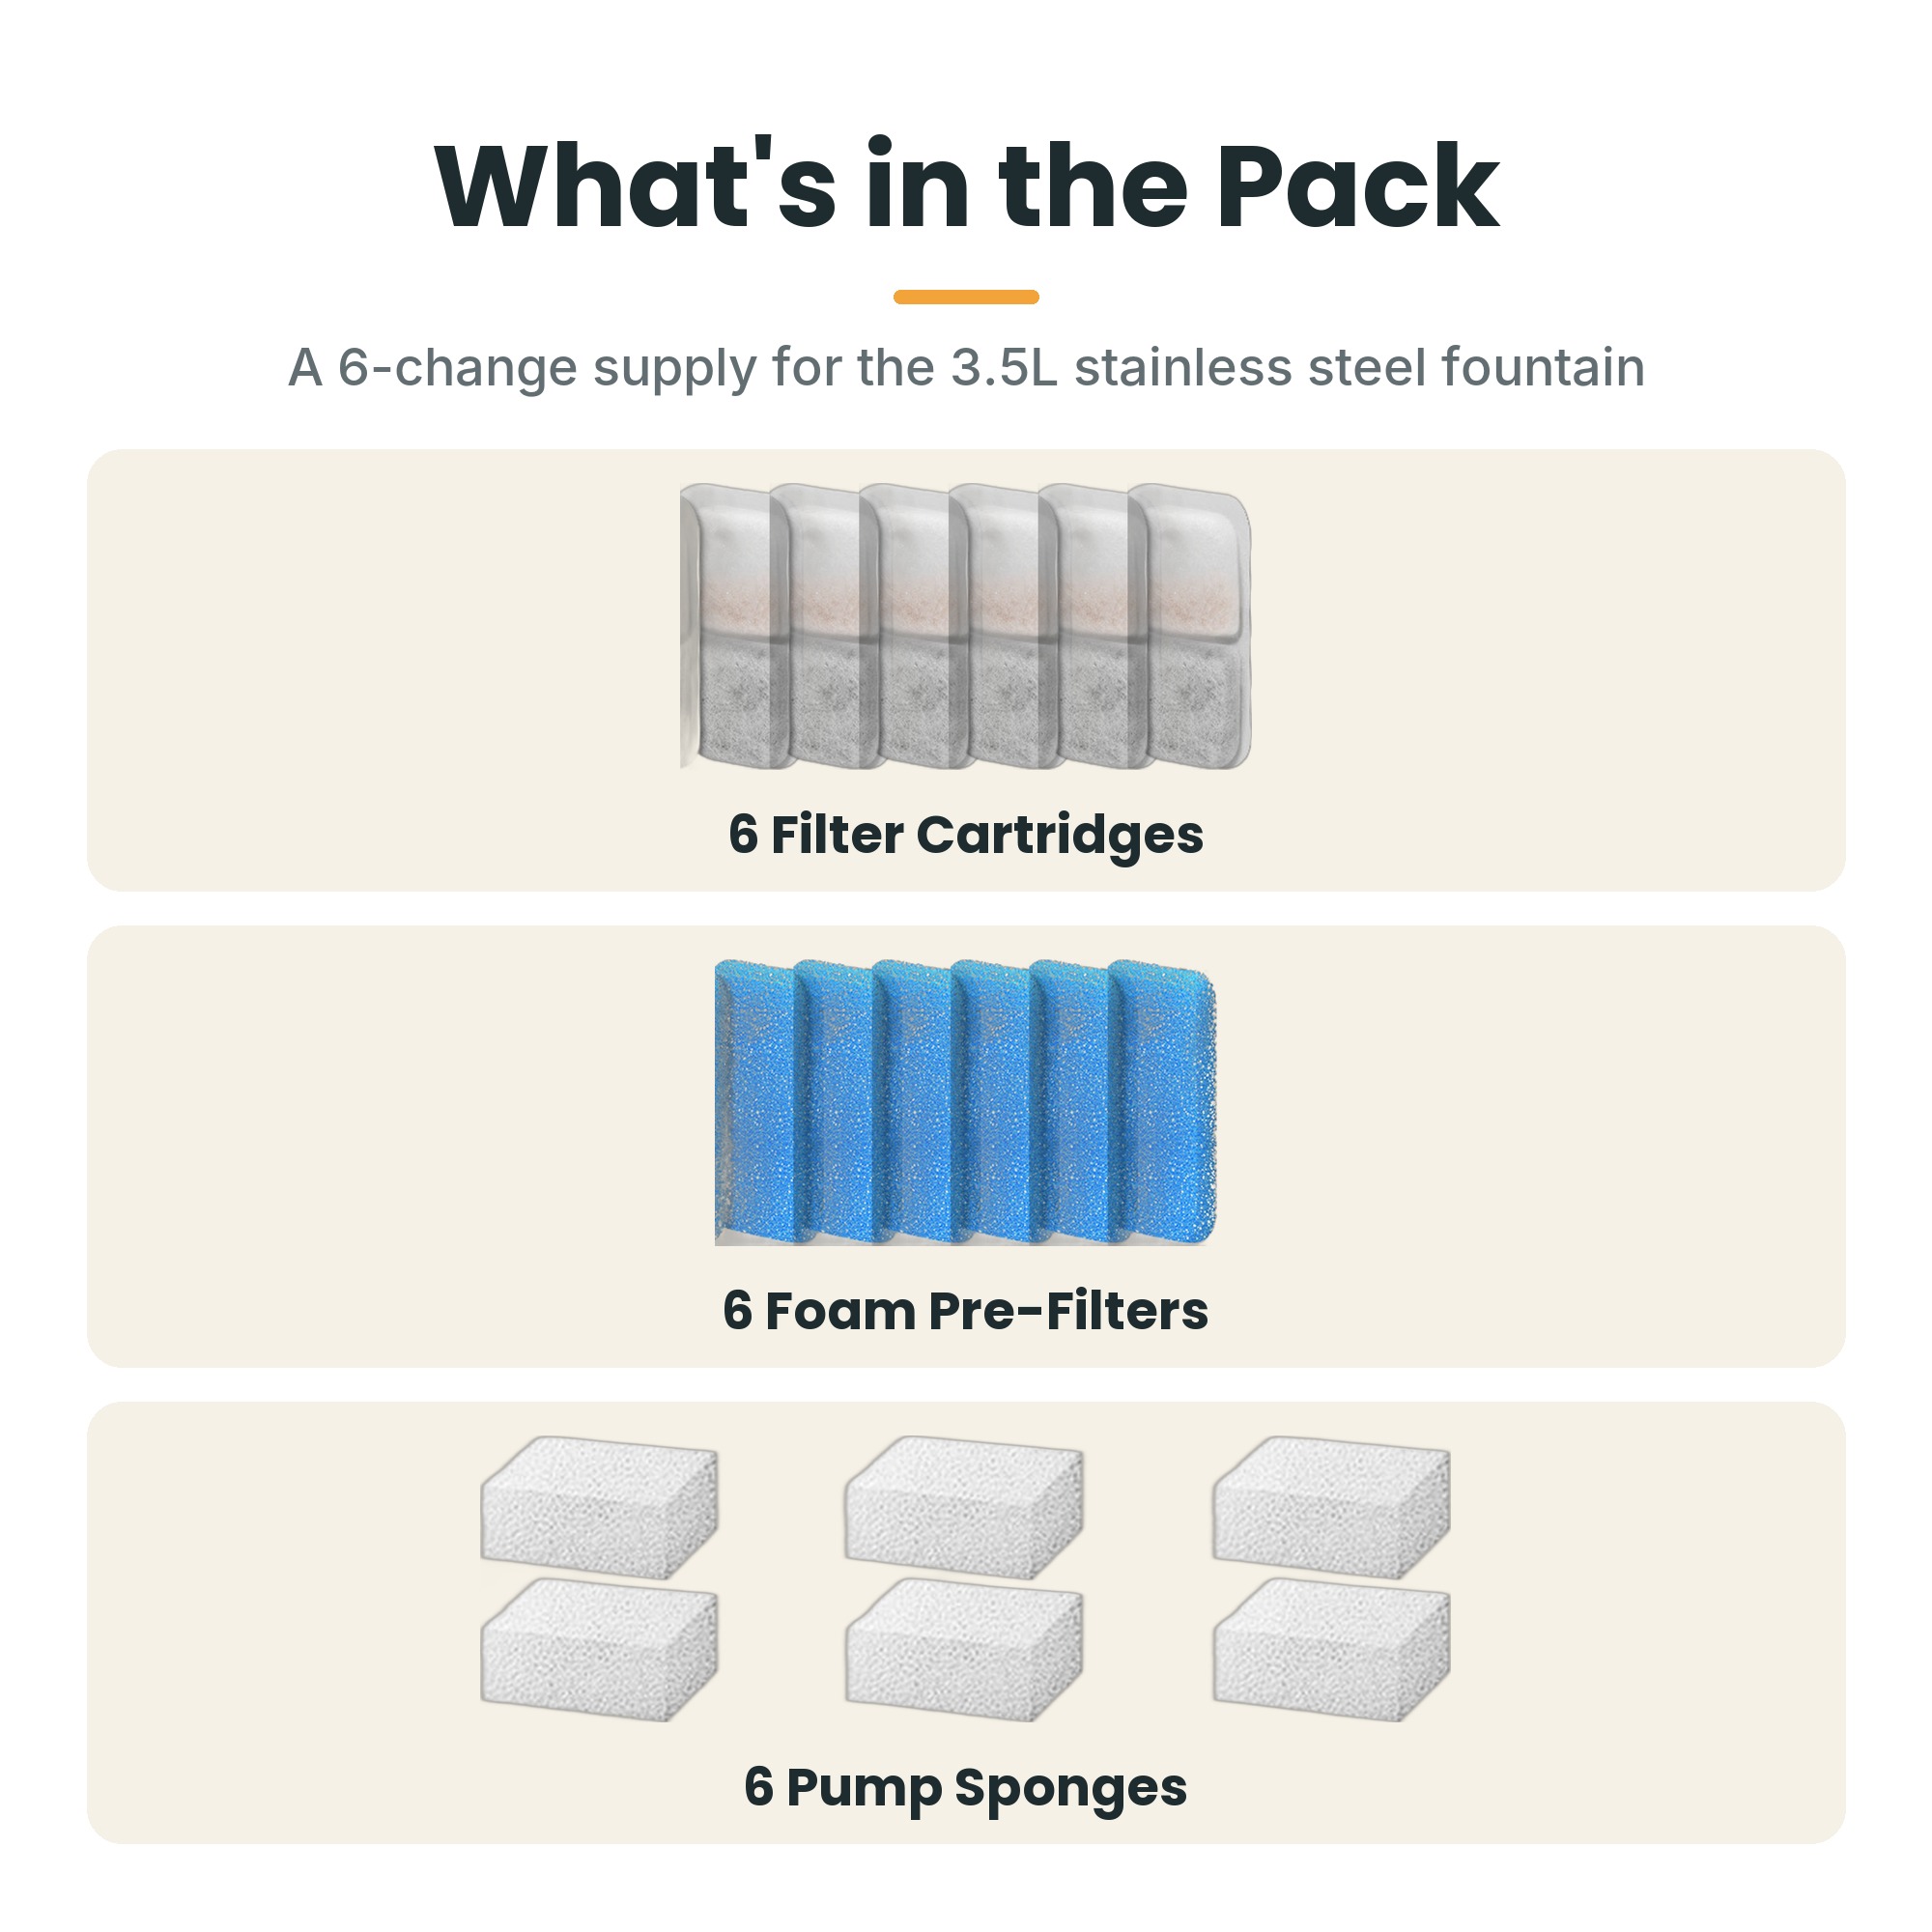 What's in the Pack
A 6-change supply for the 3.5L stainless steel fountain
6 Filter Cartridges
6 Foam Pre-Filters
6 Pump Sponges